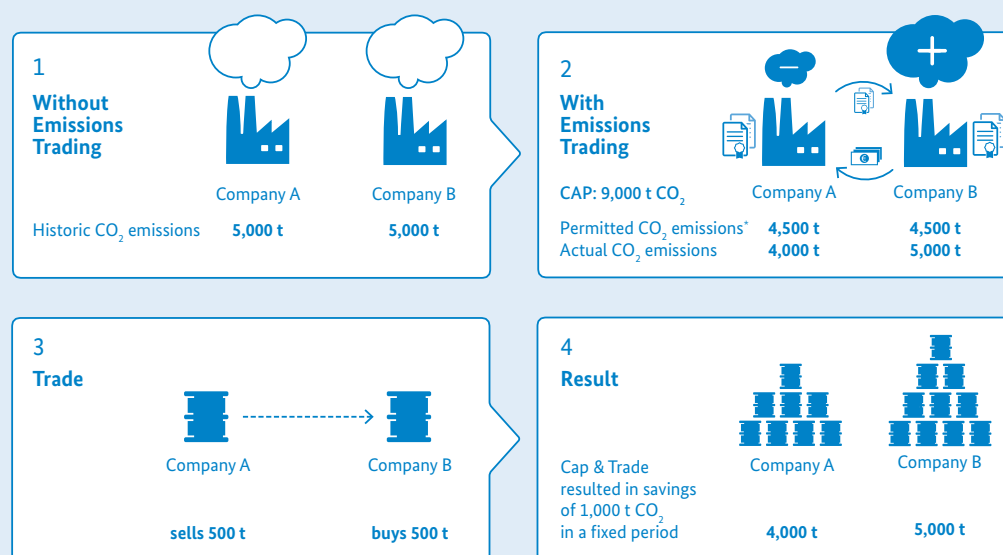 1
Without
Emissions
Trading
Company A
Company B
Historic CO₂ emissions 5,000 t 5,000 t
2
With
Emissions
Trading
+
−
€
CAP: 9,000 t CO₂
Company A
Company B
Permitted CO₂ emissions* 4,500 t 4,500 t
Actual CO₂ emissions 4,000 t 5,000 t
3
Trade
Company A
Company B
sells 500 t
buys 500 t
4
Result
Company A
Company B
Cap & Trade
resulted in savings
of 1,000 t CO₂
in a fixed period
4,000 t
5,000 t